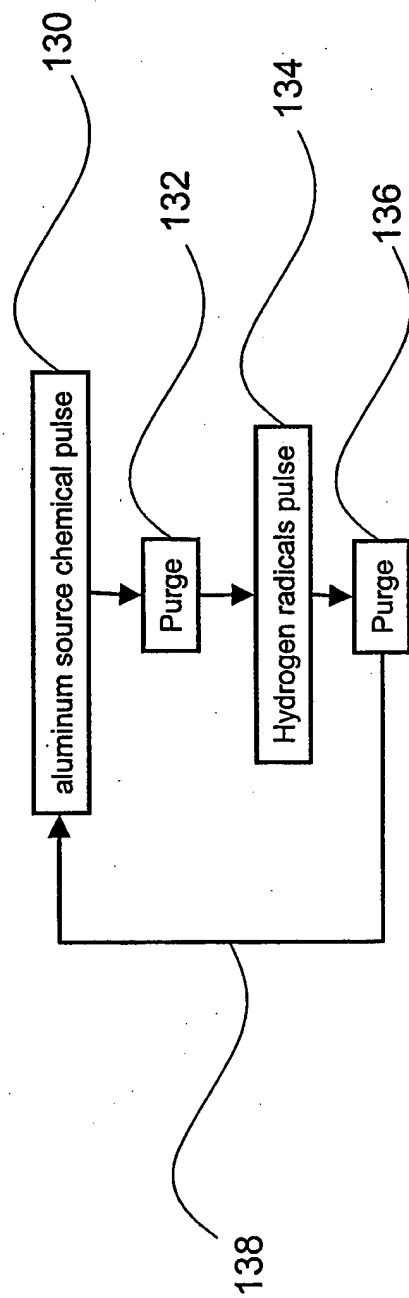 aluminum source chemical pulse
130
Purge
132
Hydrogen radicals pulse
134
Purge
136
138